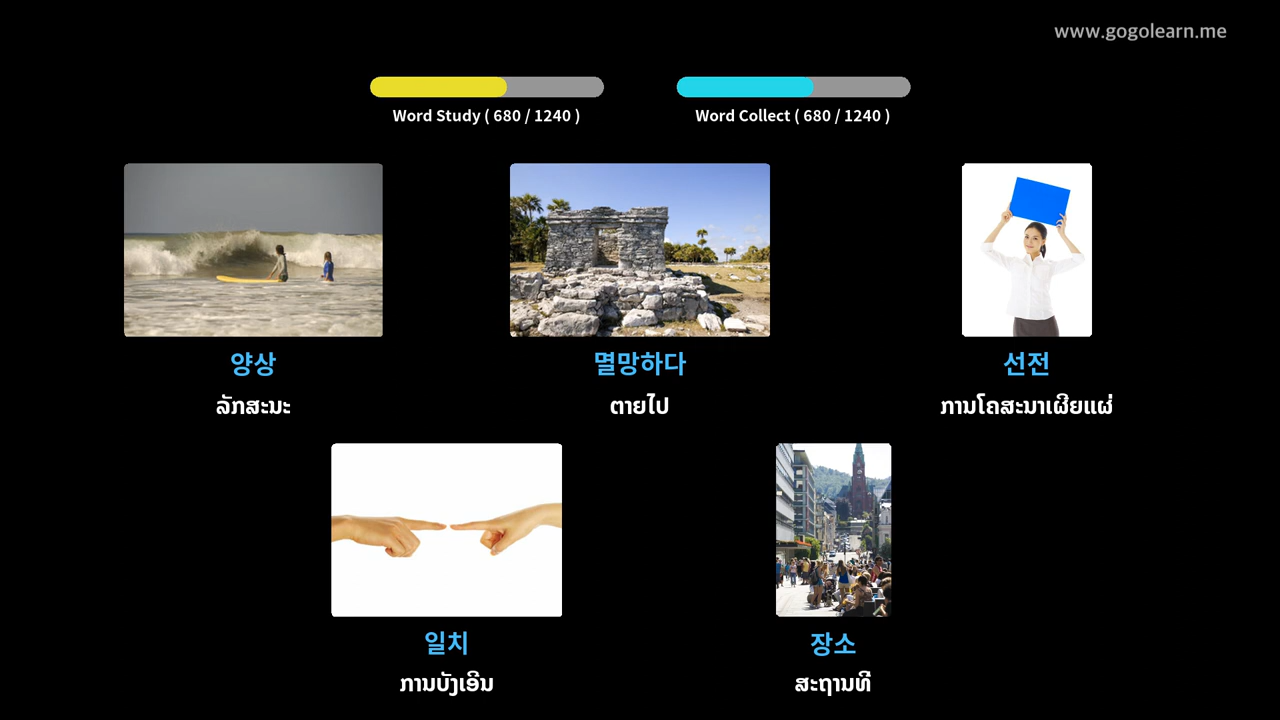 www.gogolearn.me
Word Study ( 680 / 1240 )
Word Collect ( 680 / 1240 )
양상
ລັກສະນະ
멸망하다
ຕາຍໄປ
선전
ການໂຄສະນາເຜີຍແຜ່
일치
ການບັງເອີນ
장소
ສະຖານທີ